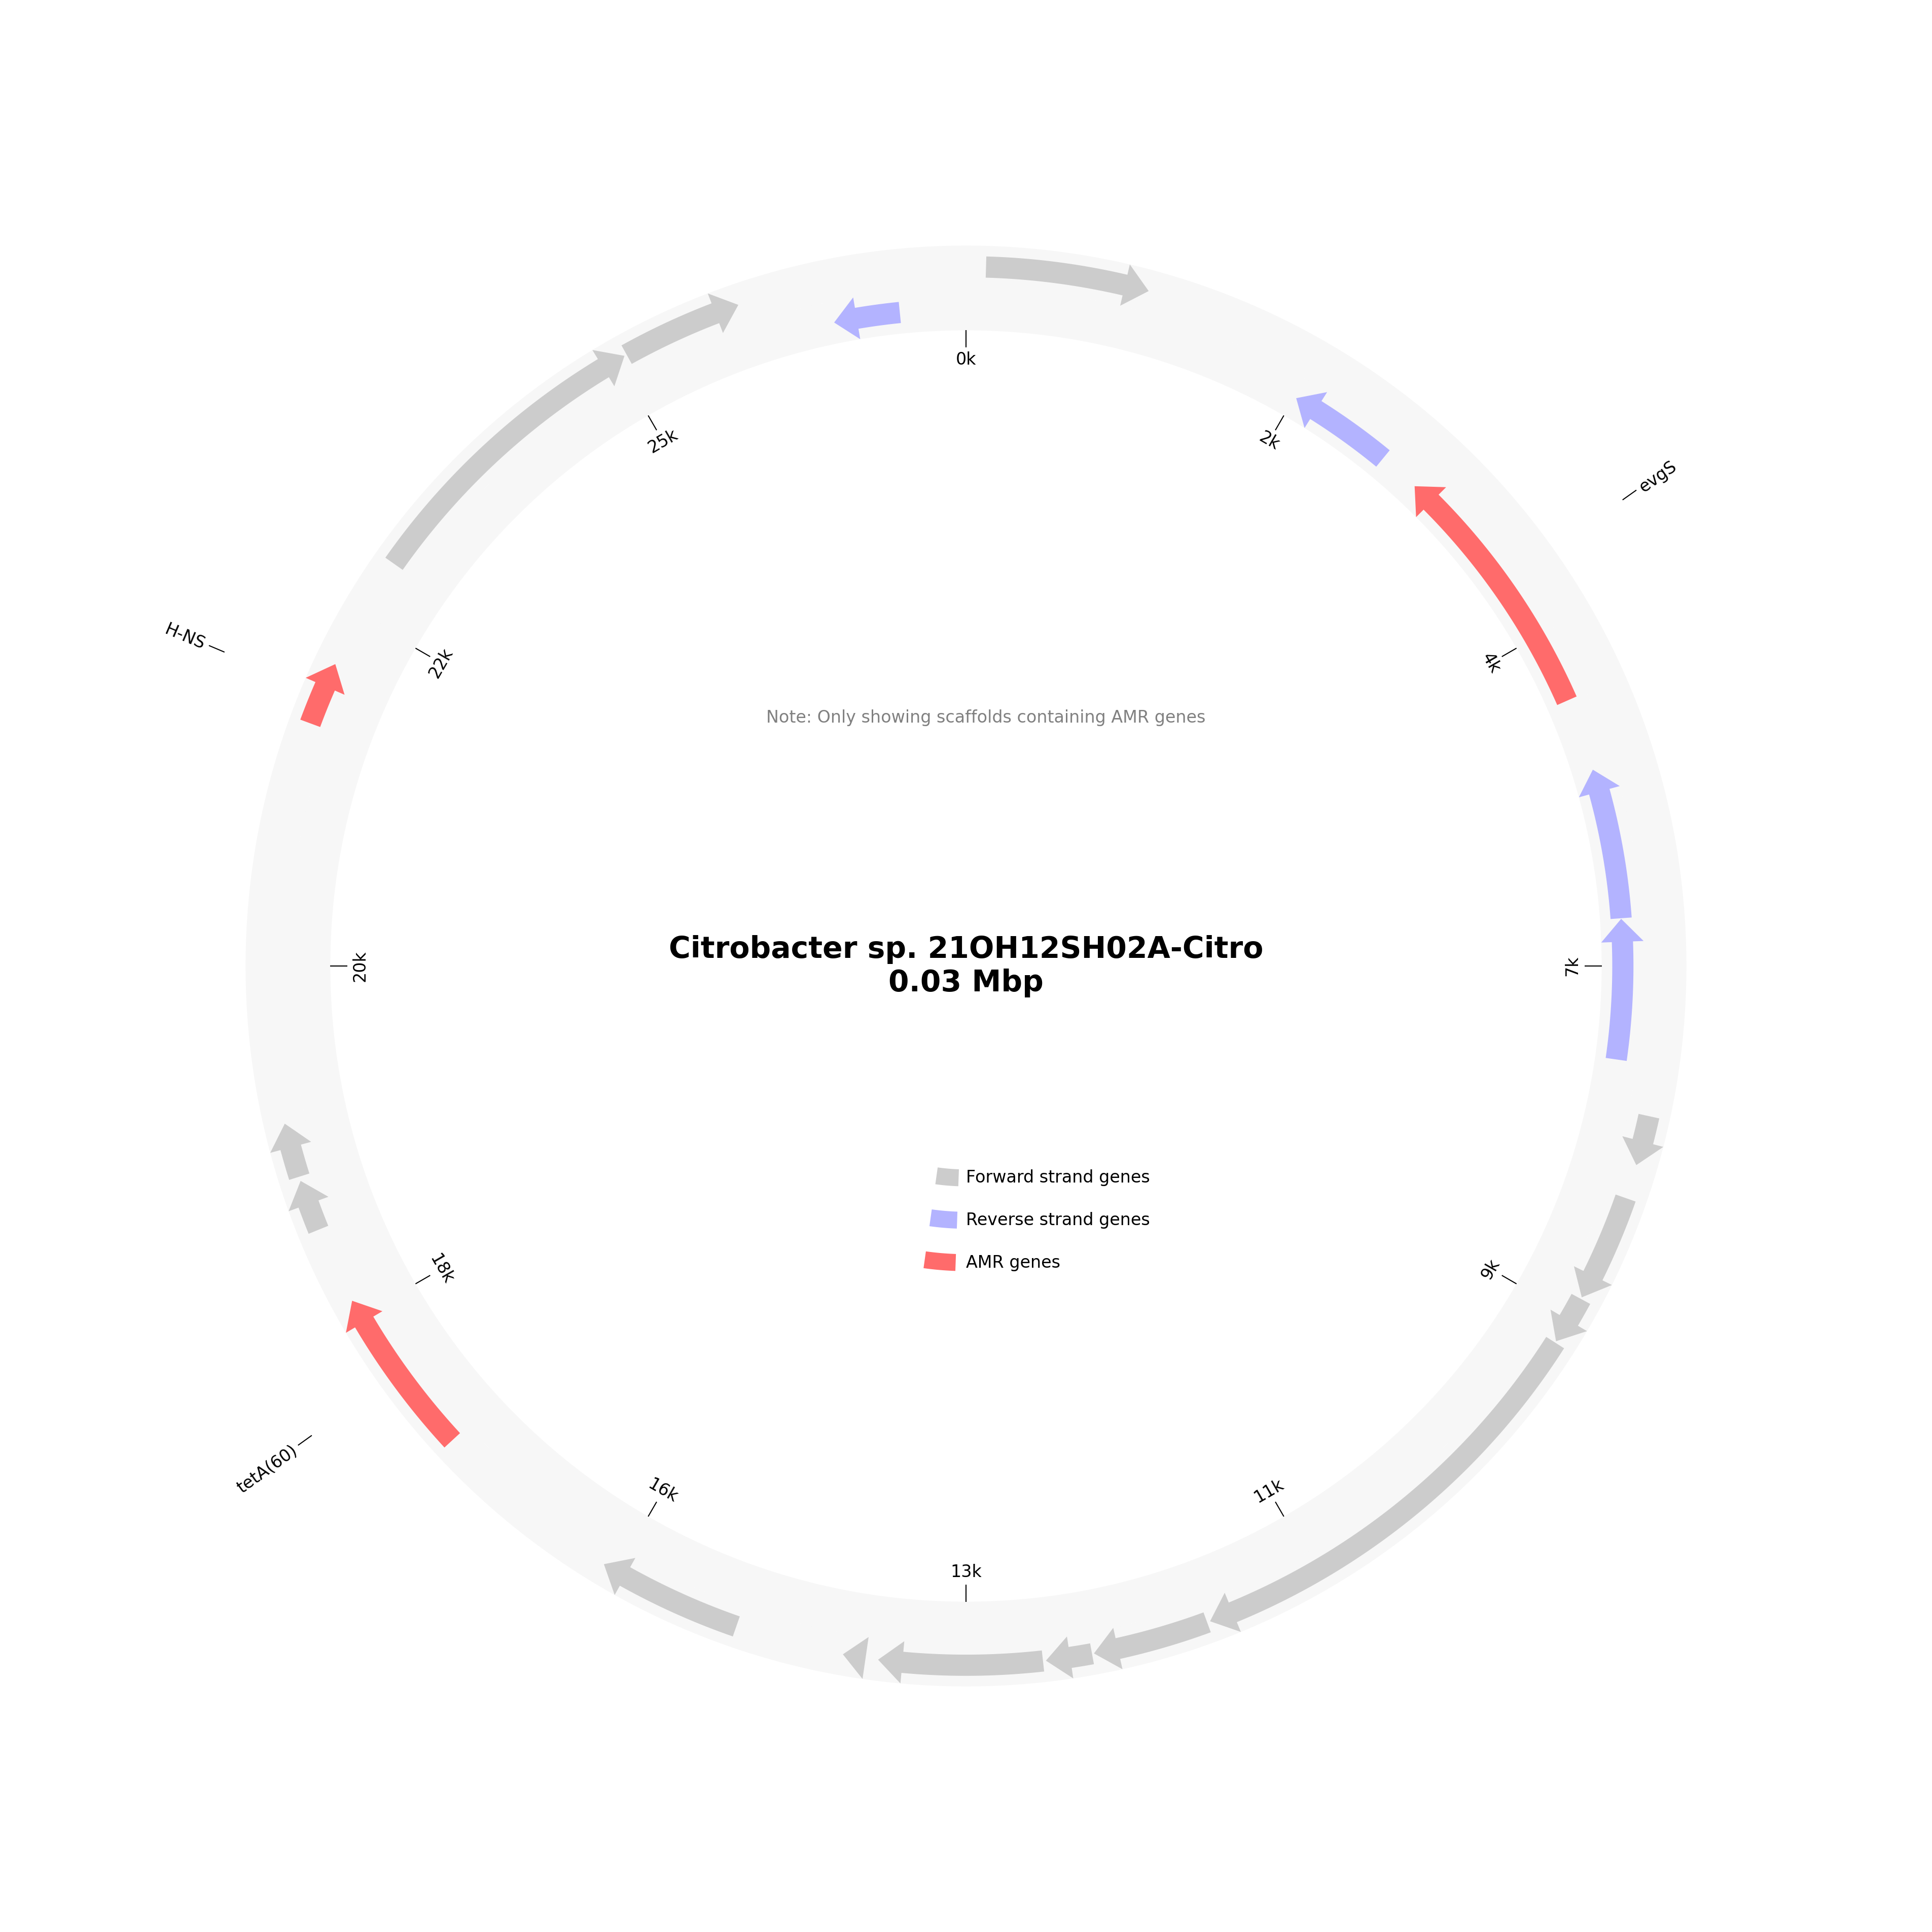 0k
25k
2k
evgS
H-NS
22k
4k
Note: Only showing scaffolds containing AMR genes
Citrobacter sp. 21OH12SH02A-Citro
0.03 Mbp
20k
7k
Forward strand genes
Reverse strand genes
AMR genes
18k
9k
tetA(60)
16k
11k
13k